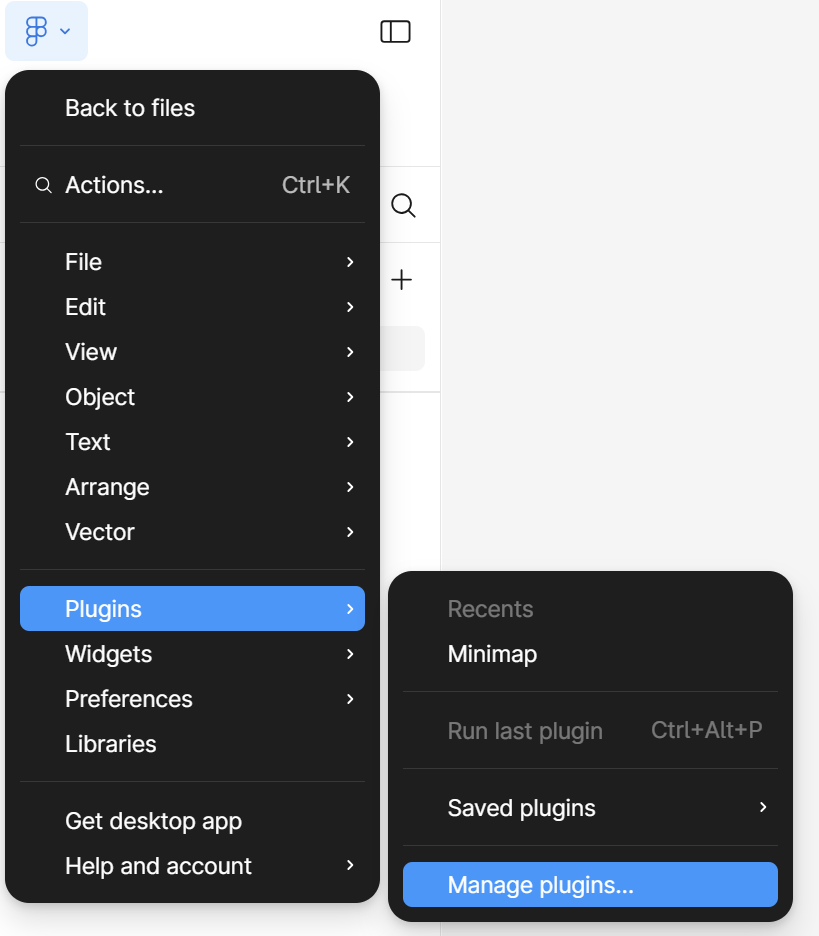 Back to files
Actions... Ctrl+K
File
Edit
View
Object
Text
Arrange
Vector
Plugins
Widgets
Preferences
Libraries
Get desktop app
Help and account
Recents
Minimap
Run last plugin Ctrl+Alt+P
Saved plugins
Manage plugins...